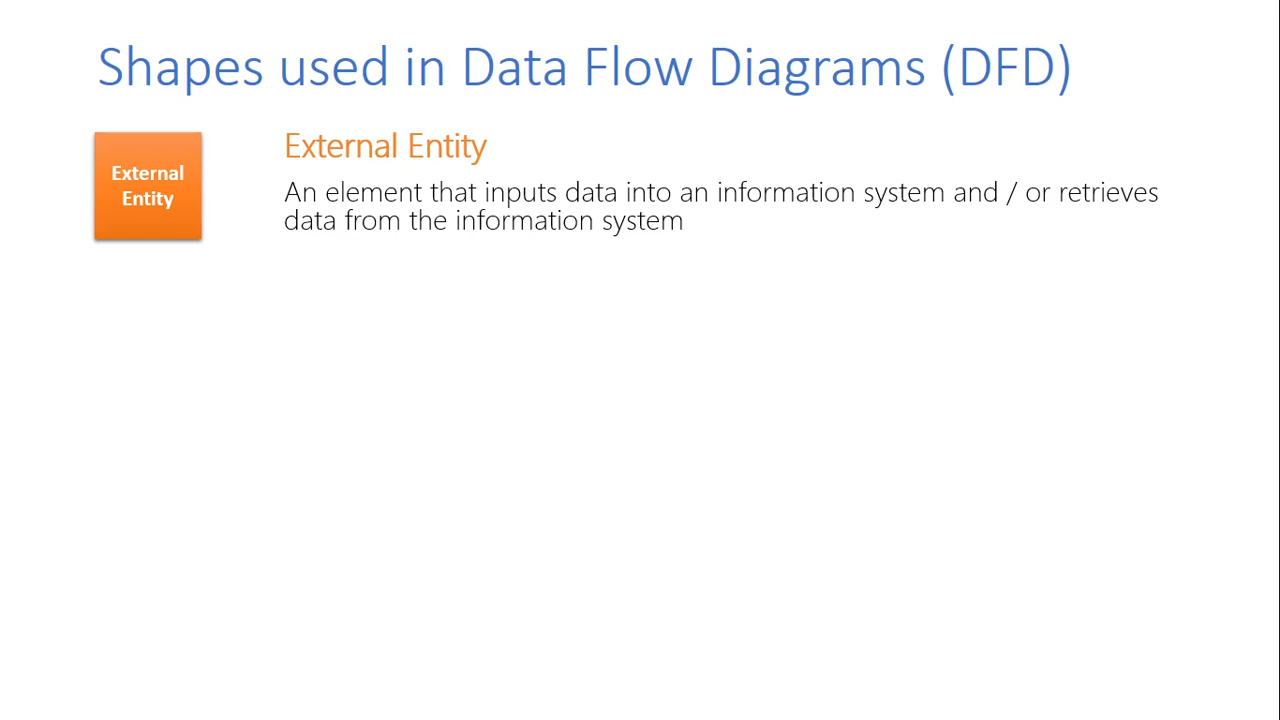 Shapes used in Data Flow Diagrams (DFD)
External
Entity
External Entity
An element that inputs data into an information system and / or retrieves
data from the information system